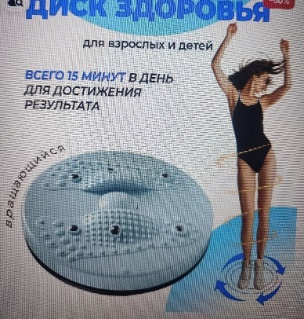 ДИСК ЗДОРОВЬЯ
для взрослых и детей
ВСЕГО 15 МИНУТ В ДЕНЬ
ДЛЯ ДОСТИЖЕНИЯ
РЕЗУЛЬТАТА
вращающийся